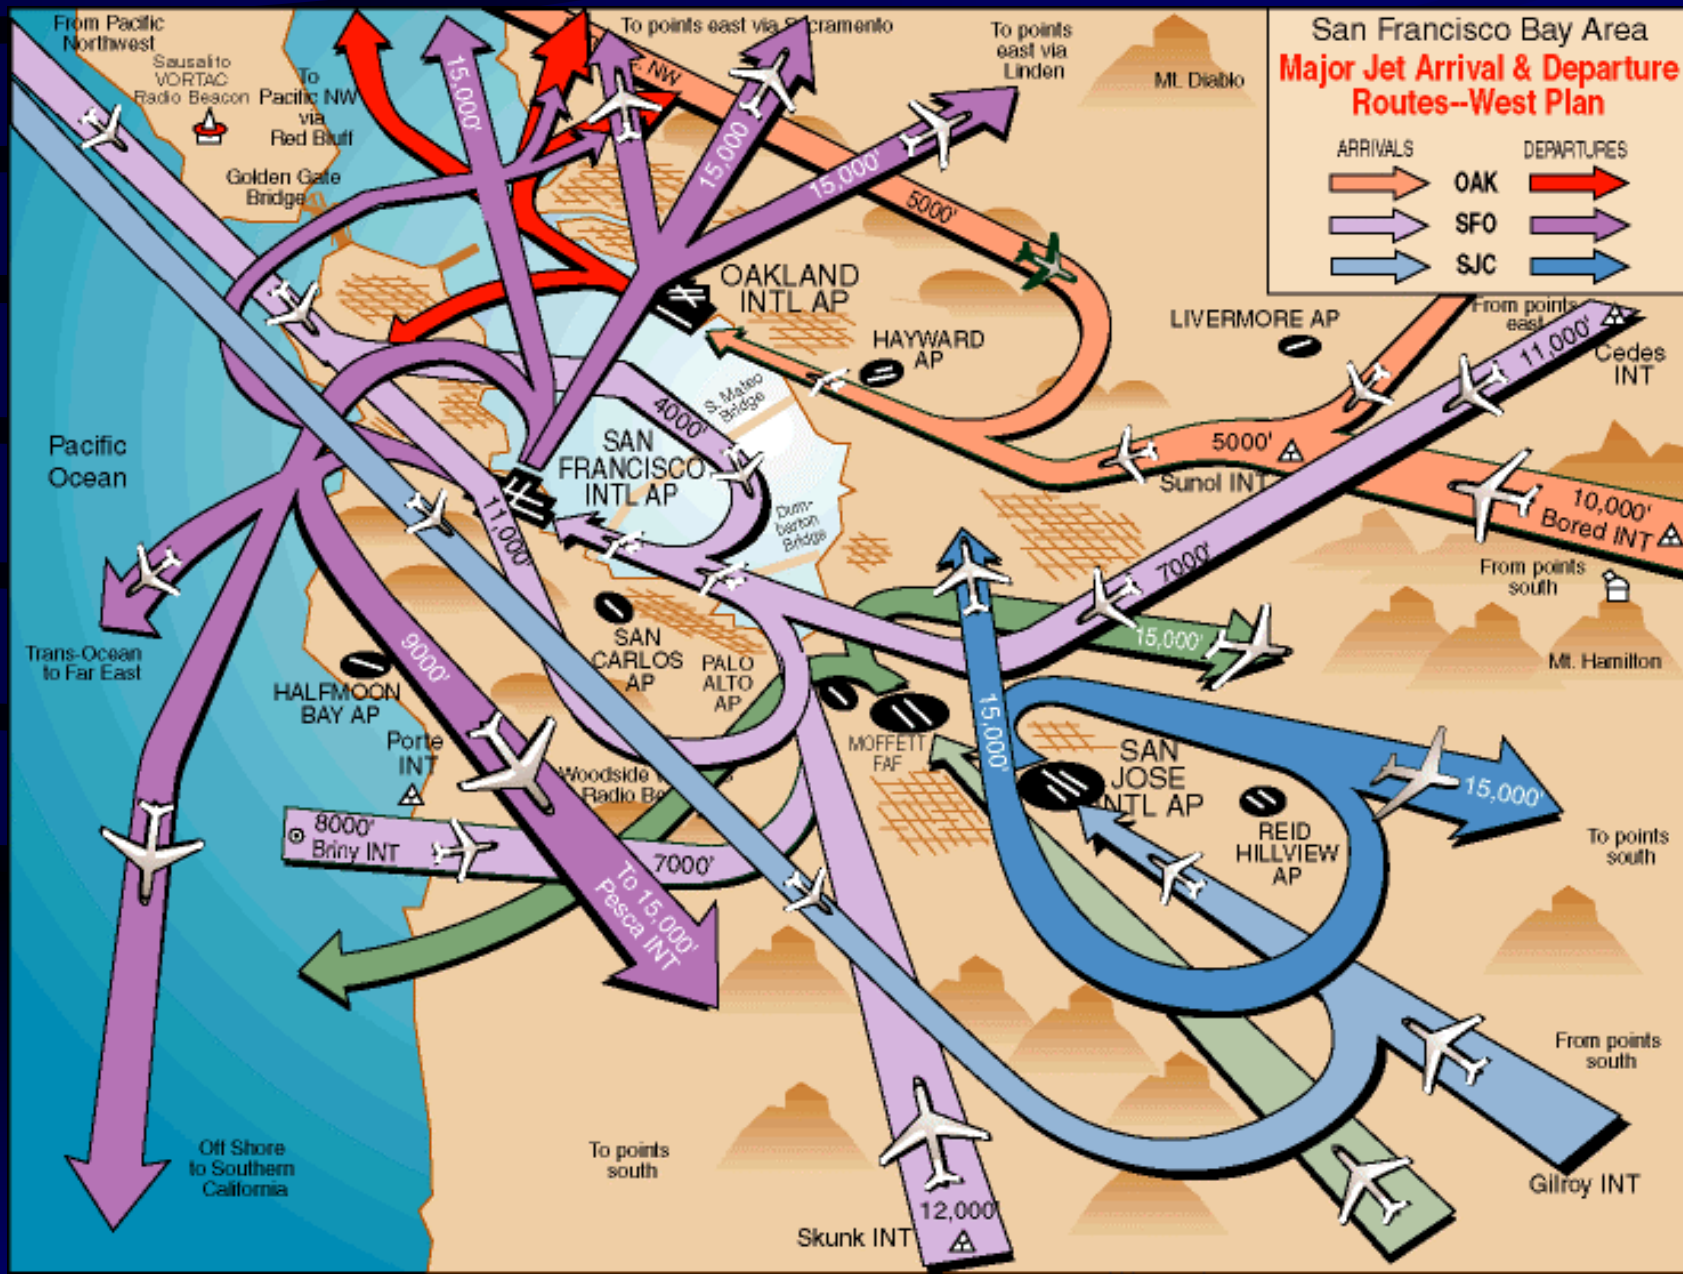 From Pacific
Northwest
Sausalito
VORTAC
Radio Beacon
To
Pacific NW
via
Red Bluff
Golden Gate
Bridge
To points east via Sacramento
NW
To points
east via
Linden
Mt. Diablo
San Francisco Bay Area
Major Jet Arrival & Departure
Routes--West Plan
ARRIVALS
DEPARTURES
OAK
SFO
SJC
15,000'
15,000
15,000'
5000'
OAKLAND
INTL AP
HAYWARD
AP
LIVERMORE AP
From points
east
11,000'
Cedes
INT
S. Mateo
Bridge
4000'
Pacific
Ocean
SAN
FRANCISCO
INTL AP
11,000'
Dum-
barton
Bridge
5000'
Sunol INT
10,000'
Bored INT
From points
south
7000'
15,000'
Mt. Hamilton
Trans-Ocean
to Far East
9000'
SAN
CARLOS
AP
PALO
ALTO
AP
HALFMOON
BAY AP
Porte
INT
MOFFETT
FAF
15,000'
SAN
JOSE
INTL AP
15,000'
Woodside
Radio
REID
HILLVIEW
AP
To points
south
8000'
Briny INT
7000'
To 15,000'
Pesca INT
From points
south
Off Shore
to Southern
California
To points
south
Gilroy INT
12,000'
Skunk INT